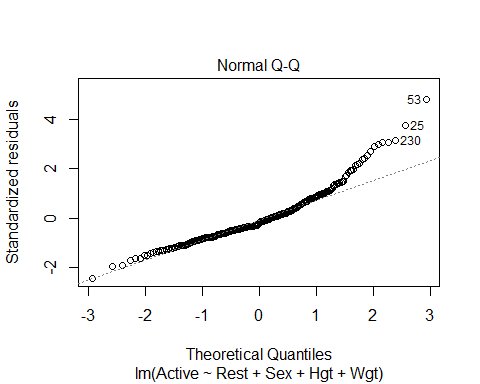 Normal Q-Q
Standardized residuals
4
2
0
-2
53
25
230
-3 -2 -1 0 1 2 3
Theoretical Quantiles
lm(Active ~ Rest + Sex + Hgt + Wgt)